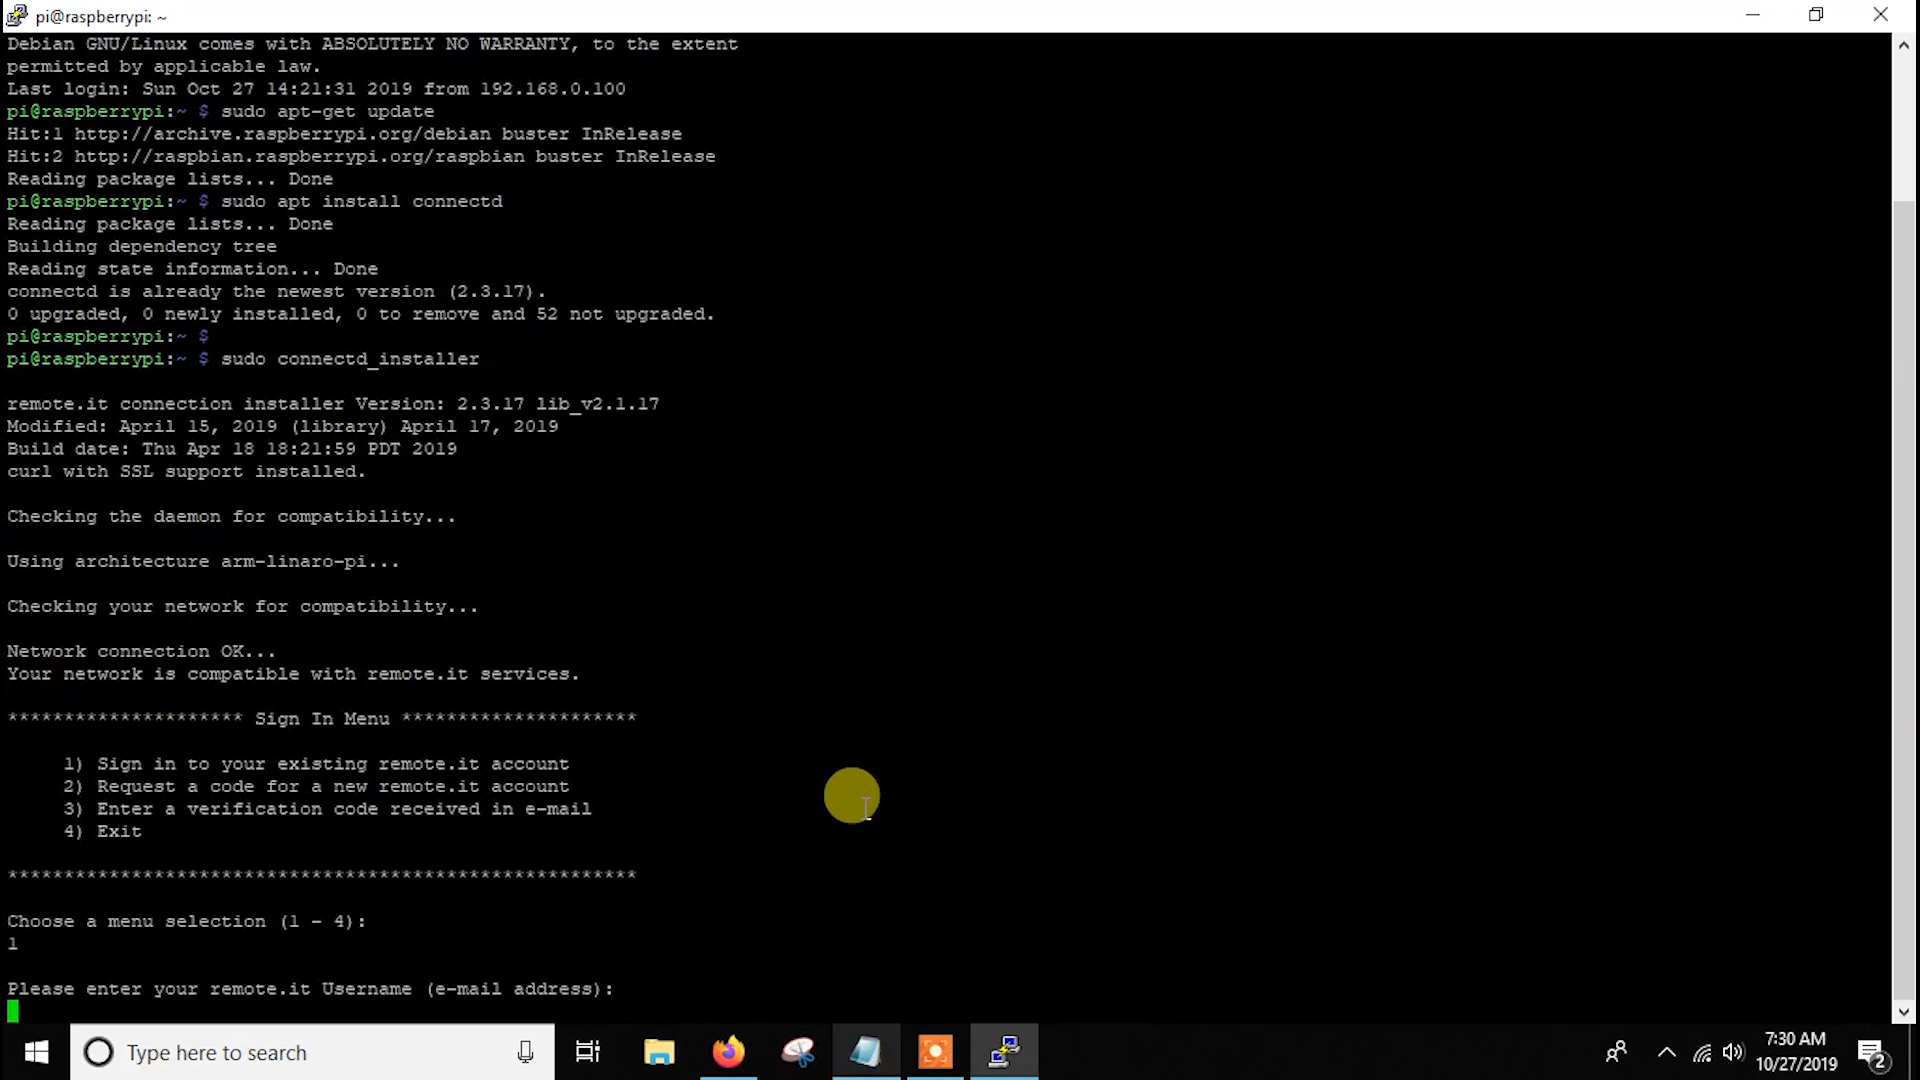 pi@raspberrypi: ~
Debian GNU/Linux comes with ABSOLUTELY NO WARRANTY, to the extent
permitted by applicable law.
Last login: Sun Oct 27 14:21:31 2019 from 192.168.0.100
pi@raspberrypi:~ $ sudo apt-get update
Hit:1 http://archive.raspberrypi.org/debian buster InRelease
Hit:2 http://raspbian.raspberrypi.org/raspbian buster InRelease
Reading package lists... Done
pi@raspberrypi:~ $ sudo apt install connectd
Reading package lists... Done
Building dependency tree
Reading state information... Done
connectd is already the newest version (2.3.17).
0 upgraded, 0 newly installed, 0 to remove and 52 not upgraded.
pi@raspberrypi:~ $
pi@raspberrypi:~ $ sudo connectd_installer
remote.it connection installer Version: 2.3.17 lib_v2.1.17
Modified: April 15, 2019 (library) April 17, 2019
Build date: Thu Apr 18 18:21:59 PDT 2019
curl with SSL support installed.
Checking the daemon for compatibility...
Using architecture arm-linaro-pi...
Checking your network for compatibility...
Network connection OK...
Your network is compatible with remote.it services.
********************* Sign In Menu *********************
1) Sign in to your existing remote.it account
2) Request a code for a new remote.it account
3) Enter a verification code received in e-mail
4) Exit
********************************************************
Choose a menu selection (1 - 4):
1
Please enter your remote.it Username (e-mail address):
Type here to search
7:30 AM
10/27/2019
2